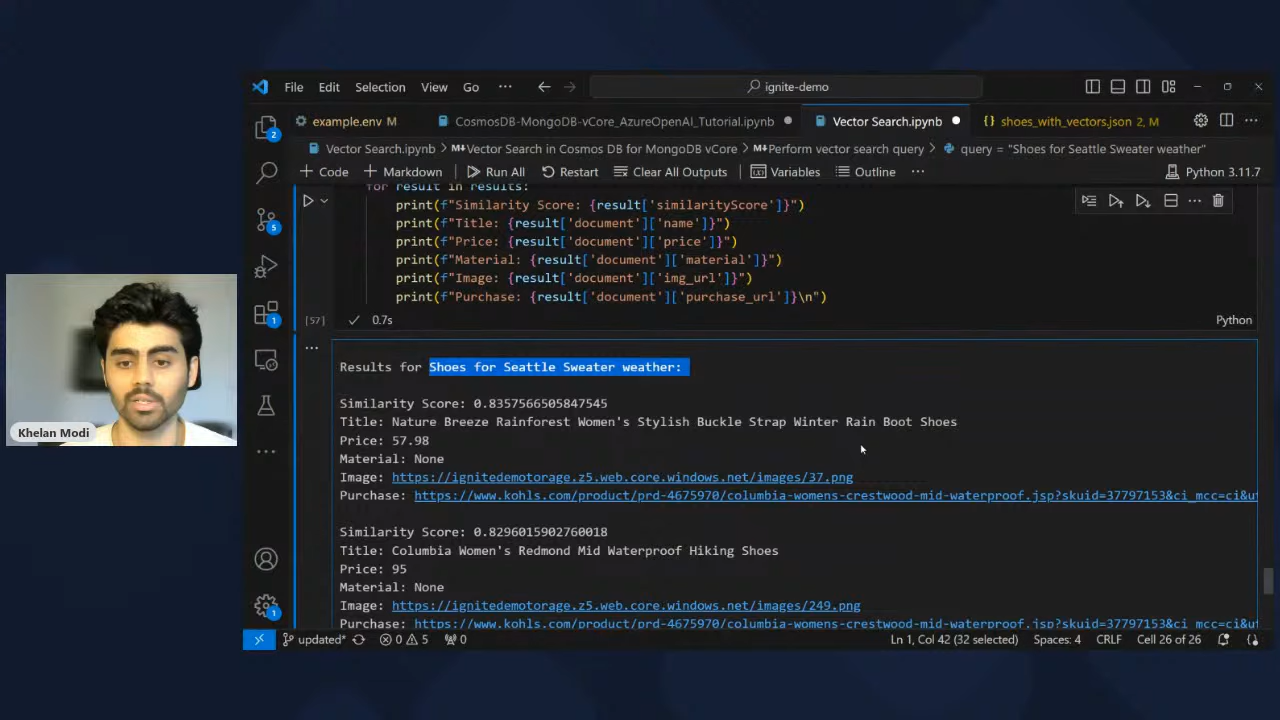 File Edit Selection View Go ··· ignite-demo
example.env M CosmosDB-MongoDB-vCore_AzureOpenAI_Tutorial.ipynb Vector Search.ipynb shoes_with_vectors.json 2, M
Vector Search.ipynb > Vector Search in Cosmos DB for MongoDB vCore > Perform vector search query > query = "Shoes for Seattle Sweater weather"
+ Code + Markdown Run All Restart Clear All Outputs Variables Outline ··· Python 3.11.7
for result in results:
print(f"Similarity Score: {result['similarityScore']}")
print(f"Title: {result['document']['name']}")
print(f"Price: {result['document']['price']}")
print(f"Material: {result['document']['material']}")
print(f"Image: {result['document']['img_url']}")
print(f"Purchase: {result['document']['purchase_url']}\n")
[57] 0.7s Python
Results for Shoes for Seattle Sweater weather:
Similarity Score: 0.8357566505847545
Title: Nature Breeze Rainforest Women's Stylish Buckle Strap Winter Rain Boot Shoes
Price: 57.98
Material: None
Image: https://ignitedemotorage.z5.web.core.windows.net/images/37.png
Purchase: https://www.kohls.com/product/prd-4675970/columbia-womens-crestwood-mid-waterproof.jsp?skuid=37797153&ci_mcc=ci&u
Similarity Score: 0.8296015902760018
Title: Columbia Women's Redmond Mid Waterproof Hiking Shoes
Price: 95
Material: None
Image: https://ignitedemotorage.z5.web.core.windows.net/images/249.png
Purchase: https://www.kohls.com/product/prd-4675970/columbia-womens-crestwood-mid-waterproof.jsp?skuid=37797153&ci_mcc=ci&u
2
5
1
1
Khelan Modi
updated* 0 5 0 Ln 1, Col 42 (32 selected) Spaces: 4 CRLF Cell 26 of 26